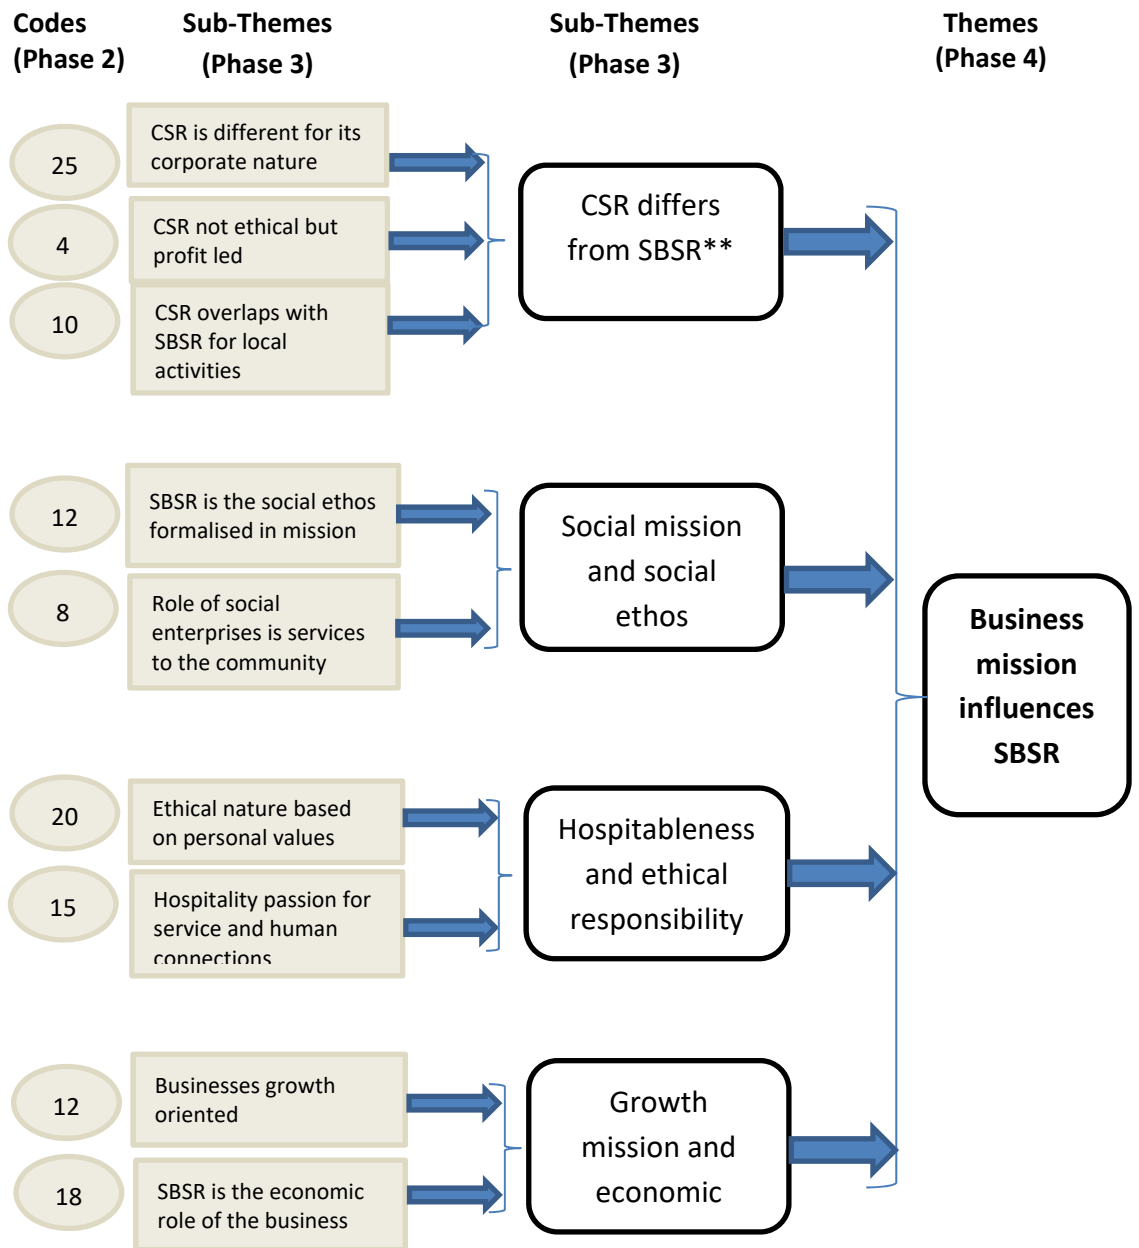 Codes
(Phase 2)
Sub-Themes
(Phase 3)
Sub-Themes
(Phase 3)
Themes
(Phase 4)
25
CSR is different for its
corporate nature
4
CSR not ethical but
profit led
10
CSR overlaps with
SBSR for local
activities
CSR differs
from SBSR**
12
SBSR is the social ethos
formalised in mission
8
Role of social
enterprises is services
to the community
Social mission
and social
ethos
20
Ethical nature based
on personal values
15
Hospitality passion for
service and human
connections
Hospitableness
and ethical
responsibility
12
Businesses growth
oriented
18
SBSR is the economic
role of the business
Growth
mission and
economic
Business
mission
influences
SBSR